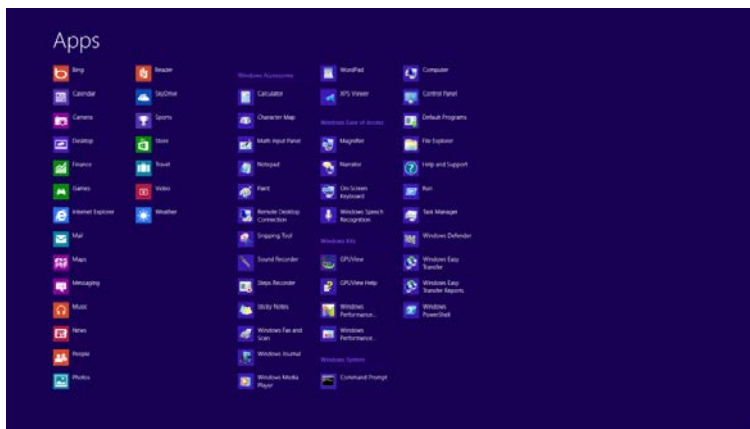 Apps
Bing
Calendar
Camera
Desktop
Finance
Games
Internet Explorer
Mail
Maps
Messaging
Music
News
People
Photos
Reader
SkyDrive
Sports
Store
Travel
Video
Weather
Windows Accessories
Calculator
Character Map
Math Input Panel
Notepad
Paint
Remote Desktop
Connection
Snipping Tool
Sound Recorder
Steps Recorder
Sticky Notes
Windows Fax and
Scan
Windows Journal
Windows Media
Player
WordPad
XPS Viewer
Windows Ease of Access
Magnifier
Narrator
On-Screen
Keyboard
Windows Speech
Recognition
Windows Kits
GPUView
GPUView Help
Windows
Performance...
Windows
Performance...
Windows System
Command Prompt
Computer
Control Panel
Default Programs
File Explorer
Help and Support
Run
Task Manager
Windows Defender
Windows Easy
Transfer
Windows Easy
Transfer Reports
Windows
PowerShell